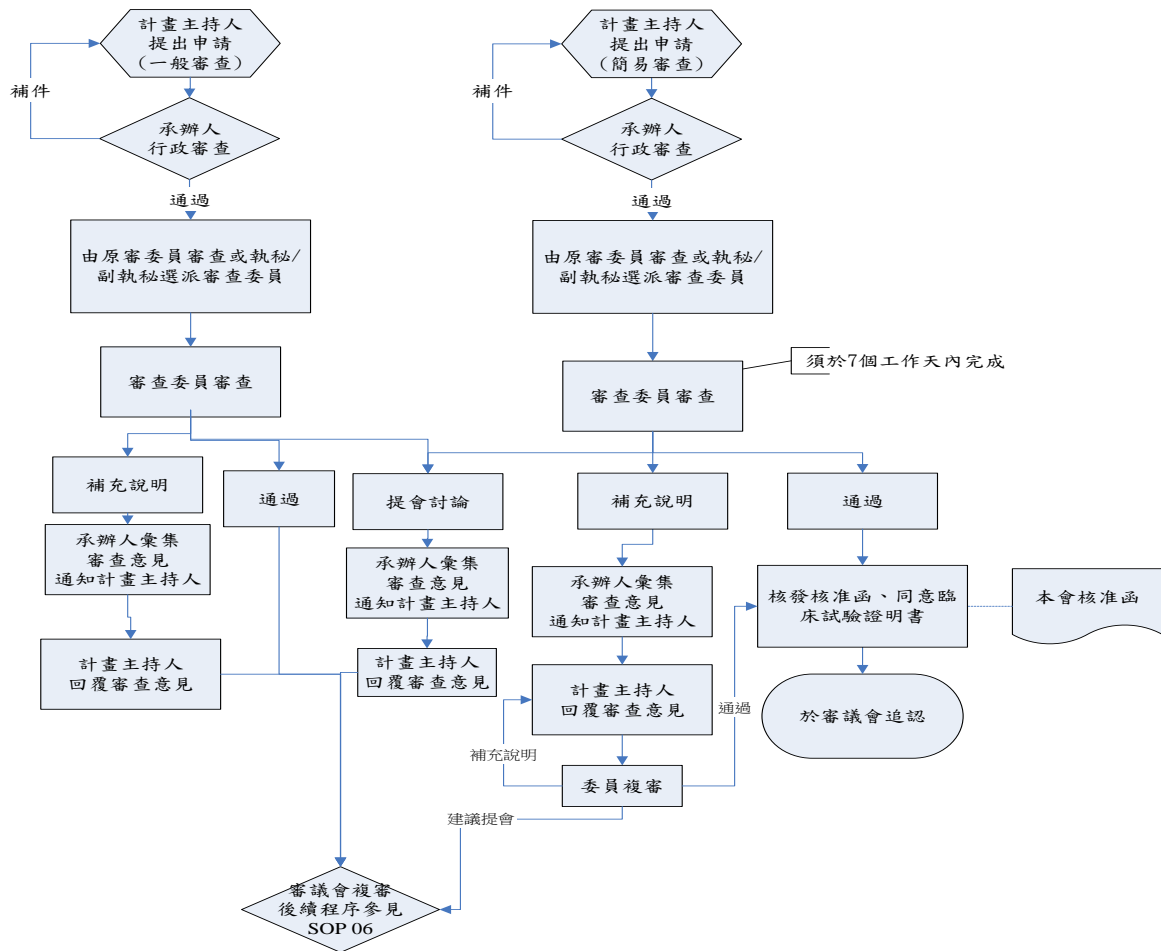 計畫主持人
提出申請
(一般審查)
計畫主持人
提出申請
(簡易審查)
補件
補件
承辦人
行政審查
承辦人
行政審查
通過
通過
由原審委員審查或執秘/
副執秘選派審查委員
由原審委員審查或執秘/
副執秘選派審查委員
審查委員審查
須於7個工作天內完成
審查委員審查
補充說明
通過
提會討論
補充說明
通過
承辦人彙集
審查意見
通知計畫主持人
承辦人彙集
審查意見
通知計畫主持人
承辦人彙集
審查意見
通知計畫主持人
核發核准函、同意臨
床試驗證明書
本會核准函
計畫主持人
回覆審查意見
計畫主持人
回覆審查意見
計畫主持人
回覆審查意見
通過
於審議會追認
補充說明
委員複審
建議提會
審議會複審
後續程序參見
SOP 06